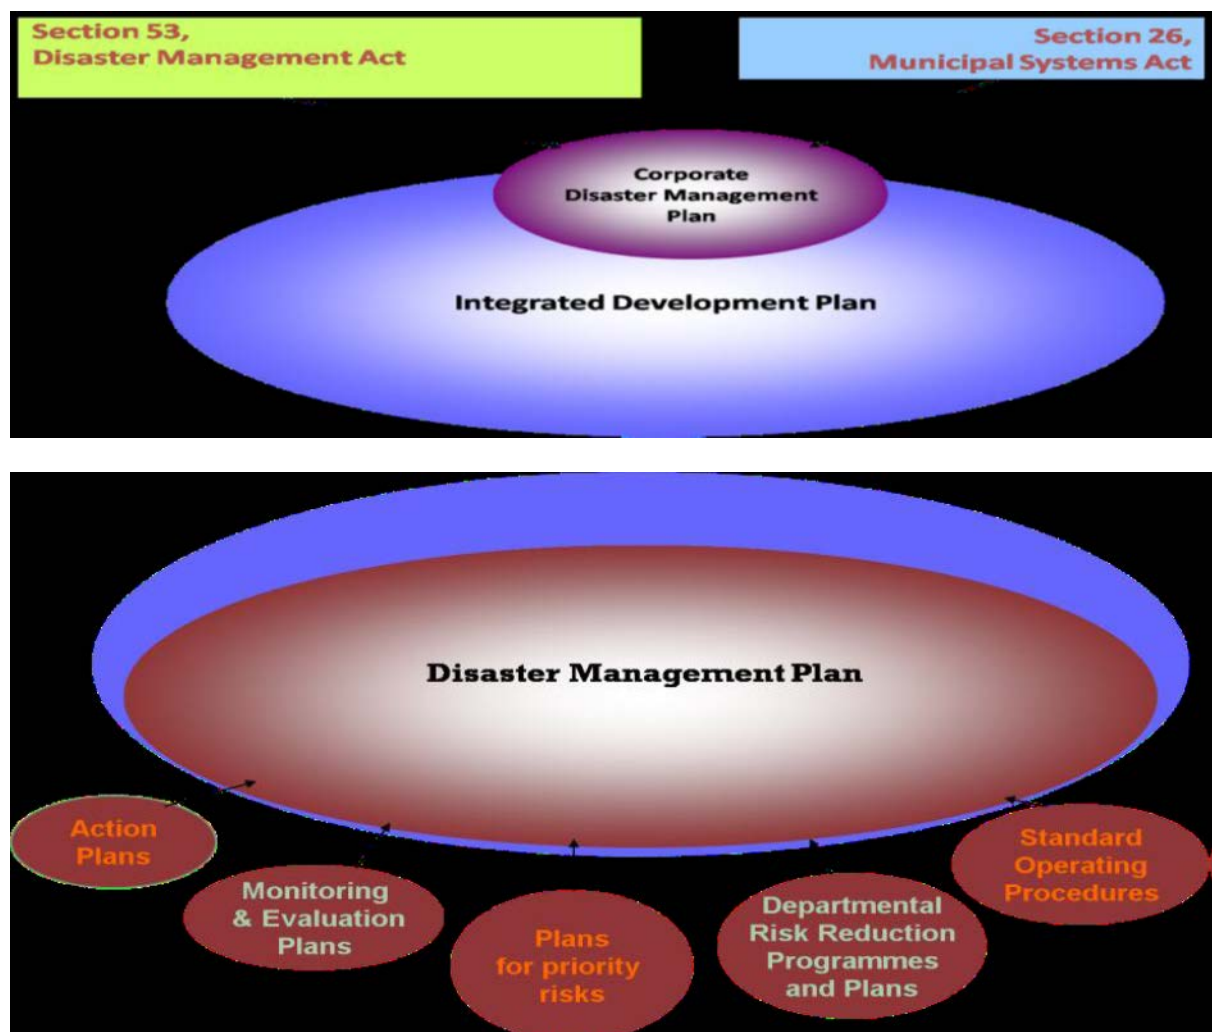 Section 53,
Disaster Management Act
Section 26,
Municipal Systems Act
Corporate
Disaster Management
Plan
Integrated Development Plan
Disaster Management Plan
Action
Plans
Monitoring
& Evaluation
Plans
Plans
for priority
risks
Departmental
Risk Reduction
Programmes
and Plans
Standard
Operating
Procedures